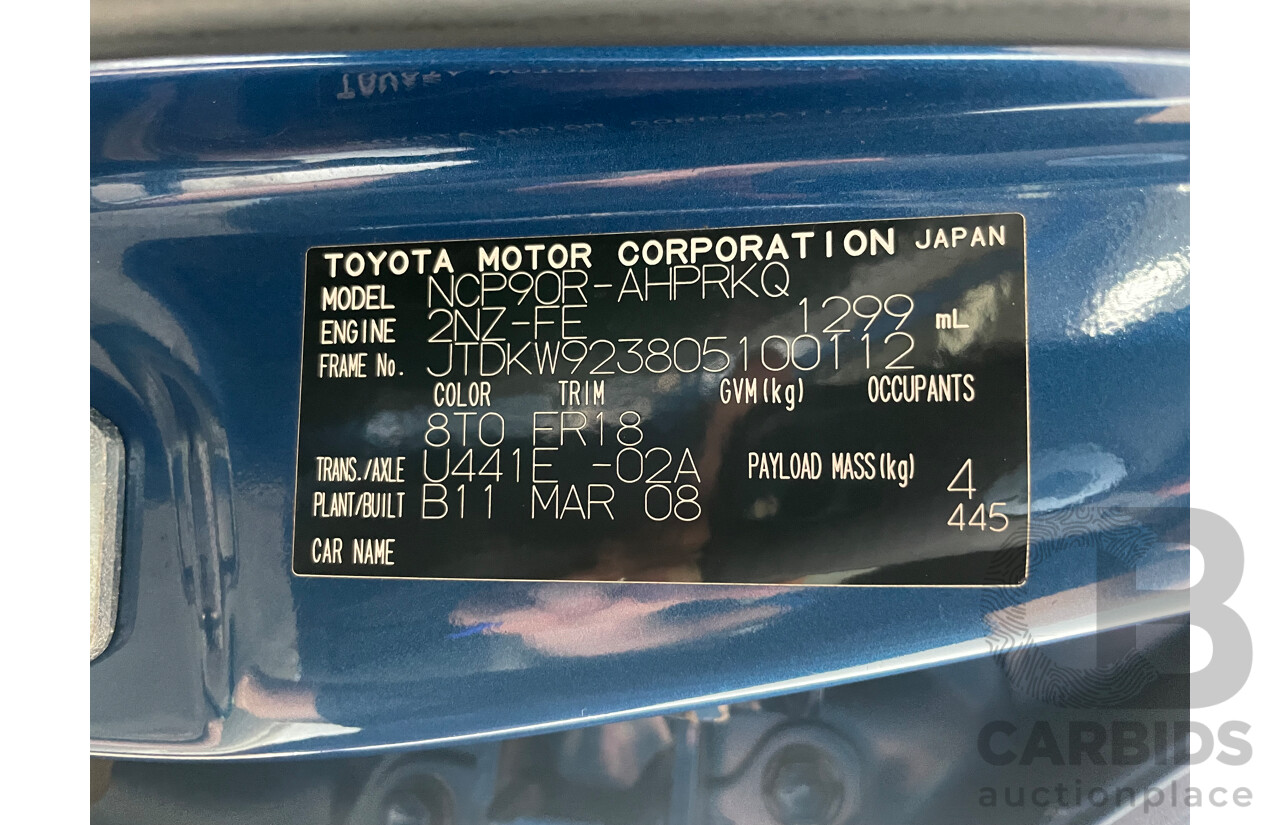 TOYOTA MOTOR CORPORATION JAPAN
MODEL NCP90R-AHPRKQ
ENGINE 2NZ-FE 1299 mL
FRAME No. JTDKW923805100112
COLOR TRIM GVM(kg) OCCUPANTS
8T0 FR18
TRANS./AXLE U441E -02A PAYLOAD MASS(kg) 4
PLANT/BUILT B11 MAR 08 445
CAR NAME
CB
CARBIDS
auctionplace